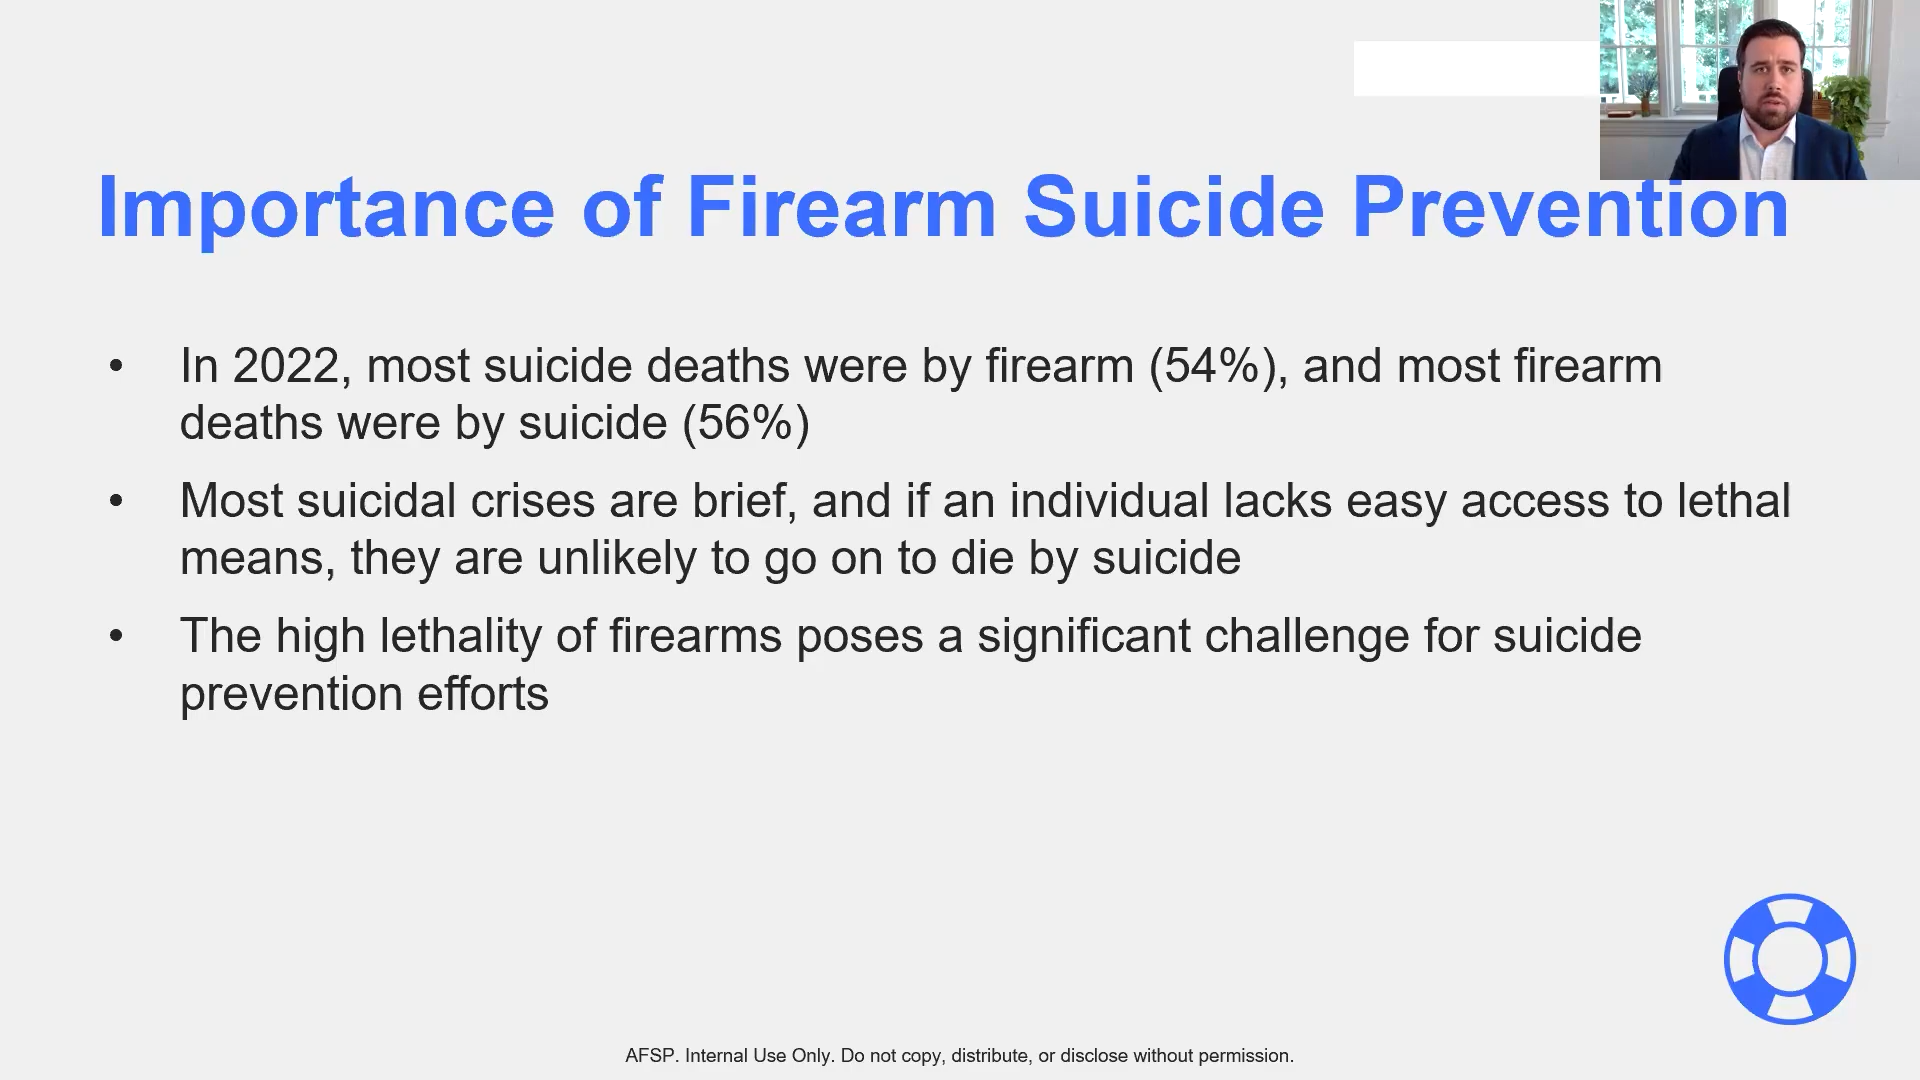 Importance of Firearm Suicide Prevention
• In 2022, most suicide deaths were by firearm (54%), and most firearm
deaths were by suicide (56%)
• Most suicidal crises are brief, and if an individual lacks easy access to lethal
means, they are unlikely to go on to die by suicide
• The high lethality of firearms poses a significant challenge for suicide
prevention efforts
AFSP. Internal Use Only. Do not copy, distribute, or disclose without permission.